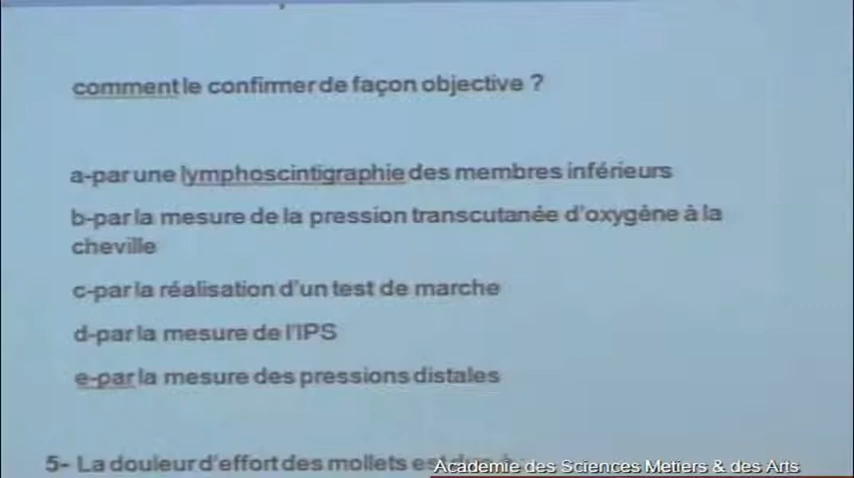 comment le confirmer de façon objective ?
a-par une lymphoscintigraphie des membres inférieurs
b-par la mesure de la pression transcutanée d'oxygène à la
cheville
c-par la réalisation d'un test de marche
d-par la mesure de l'IPS
e-par la mesure des pressions distales
5- La douleur d'effort des mollets
Academie des Sciences Metiers & des Arts